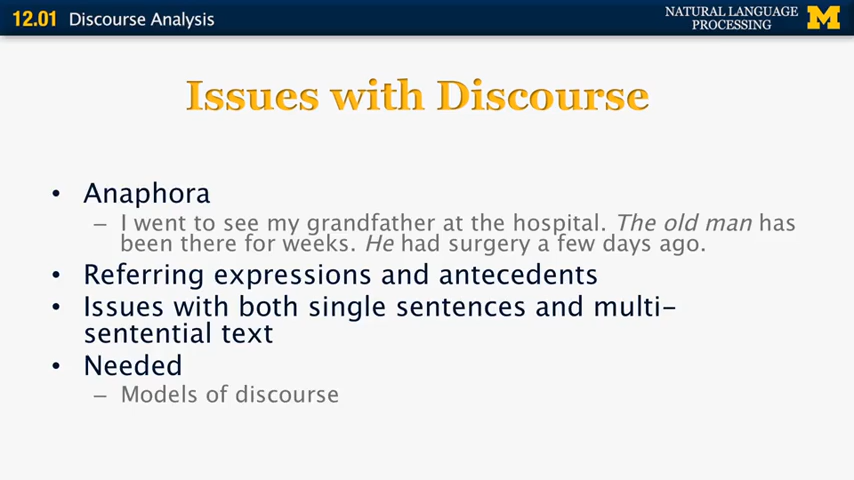 12.01 Discourse Analysis
NATURAL LANGUAGE
PROCESSING
M
Issues with Discourse
• Anaphora
– I went to see my grandfather at the hospital. The old man has
been there for weeks. He had surgery a few days ago.
• Referring expressions and antecedents
• Issues with both single sentences and multi-
sentential text
• Needed
– Models of discourse